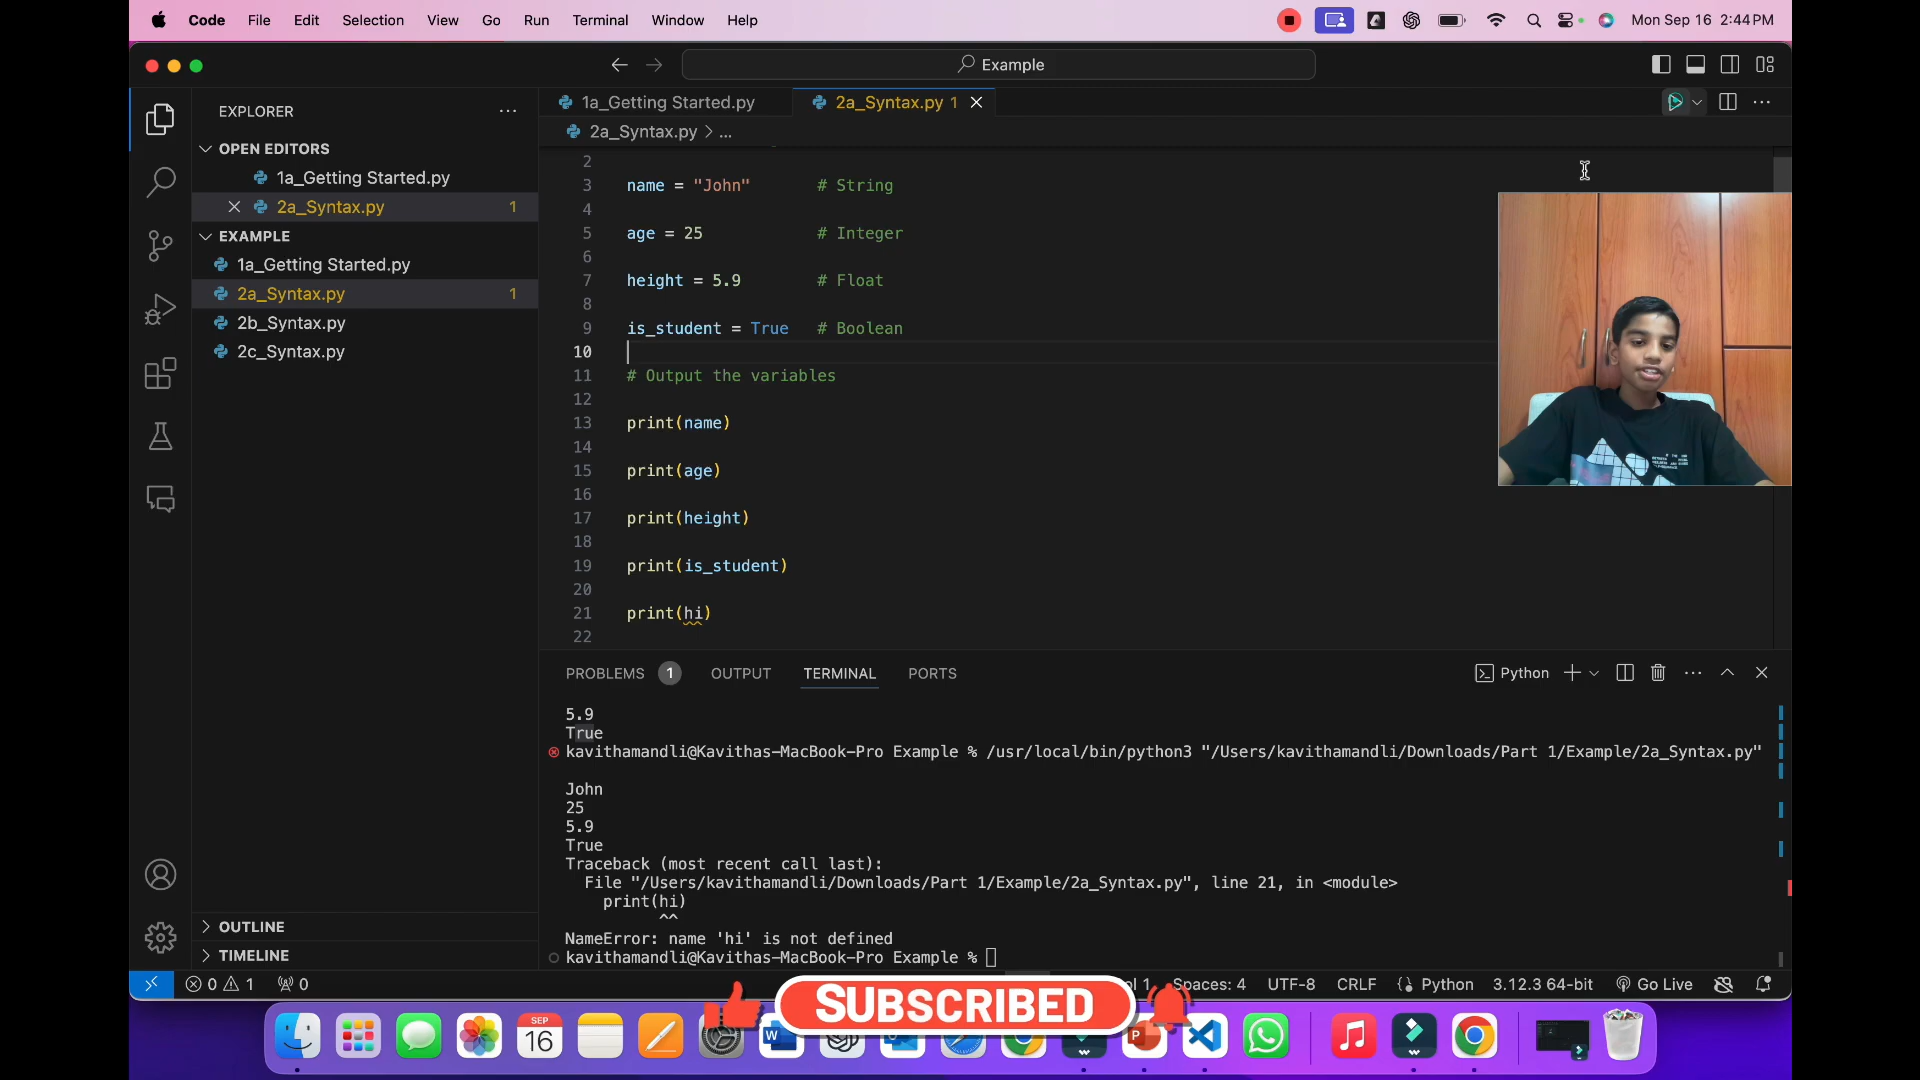 Code File Edit Selection View Go Run Terminal Window Help Mon Sep 16 2:44 PM
Example
EXPLORER
OPEN EDITORS
1a_Getting Started.py
2a_Syntax.py 1
EXAMPLE
1a_Getting Started.py
2a_Syntax.py 1
2b_Syntax.py
2c_Syntax.py
OUTLINE
TIMELINE
1a_Getting Started.py 2a_Syntax.py 1
2a_Syntax.py > ...
2
3 name = "John" # String
4
5 age = 25 # Integer
6
7 height = 5.9 # Float
8
9 is_student = True # Boolean
10
11 # Output the variables
12
13 print(name)
14
15 print(age)
16
17 print(height)
18
19 print(is_student)
20
21 print(hi)
22
PROBLEMS 1 OUTPUT TERMINAL PORTS Python
5.9
True
kavithamandli@Kavithas-MacBook-Pro Example % /usr/local/bin/python3 "/Users/kavithamandli/Downloads/Part 1/Example/2a_Syntax.py"
John
25
5.9
True
Traceback (most recent call last):
File "/Users/kavithamandli/Downloads/Part 1/Example/2a_Syntax.py", line 21, in <module>
print(hi)
^^
NameError: name 'hi' is not defined
kavithamandli@Kavithas-MacBook-Pro Example %
0 1 0 ol 1 Spaces: 4 UTF-8 CRLF Python 3.12.3 64-bit Go Live
SUBSCRIBED
SEP
16